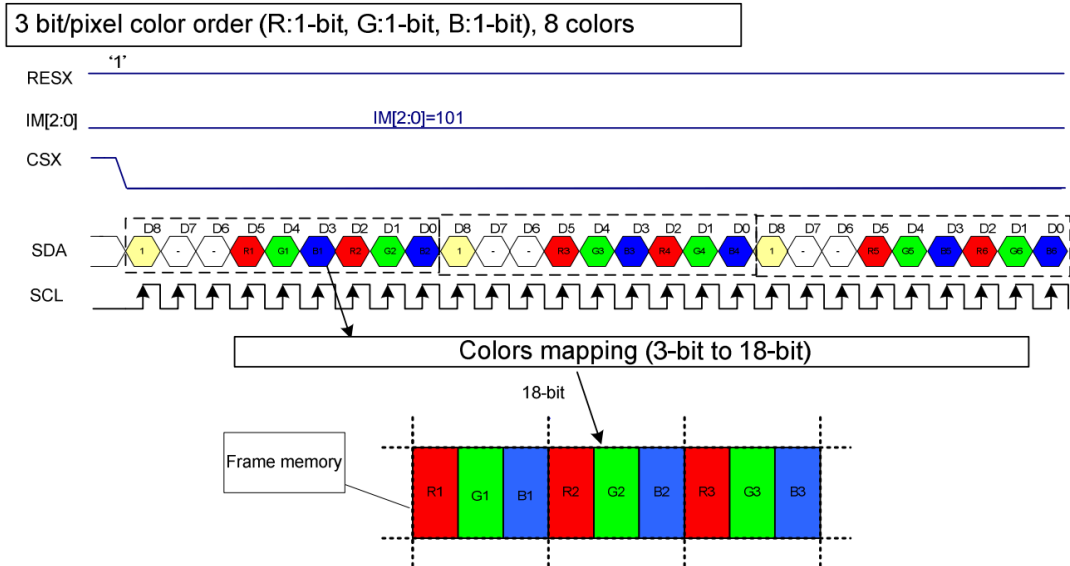 3 bit/pixel color order (R:1-bit, G:1-bit, B:1-bit), 8 colors
'1'
RESX
IM[2:0]
IM[2:0]=101
CSX
D8 D7 D6 D5 D4 D3 D2 D1 D0 D8 D7 D6 D5 D4 D3 D2 D1 D0 D8 D7 D6 D5 D4 D3 D2 D1 D0
SDA 1 - - R1 G1 B1 R2 G2 B2 1 - - R3 G3 B3 R4 G4 B4 1 - - R5 G5 R6 G6
SCL
Colors mapping (3-bit to 18-bit)
18-bit
Frame memory
R1 G1 B1 R2 G2 B2 R3 G3 B3